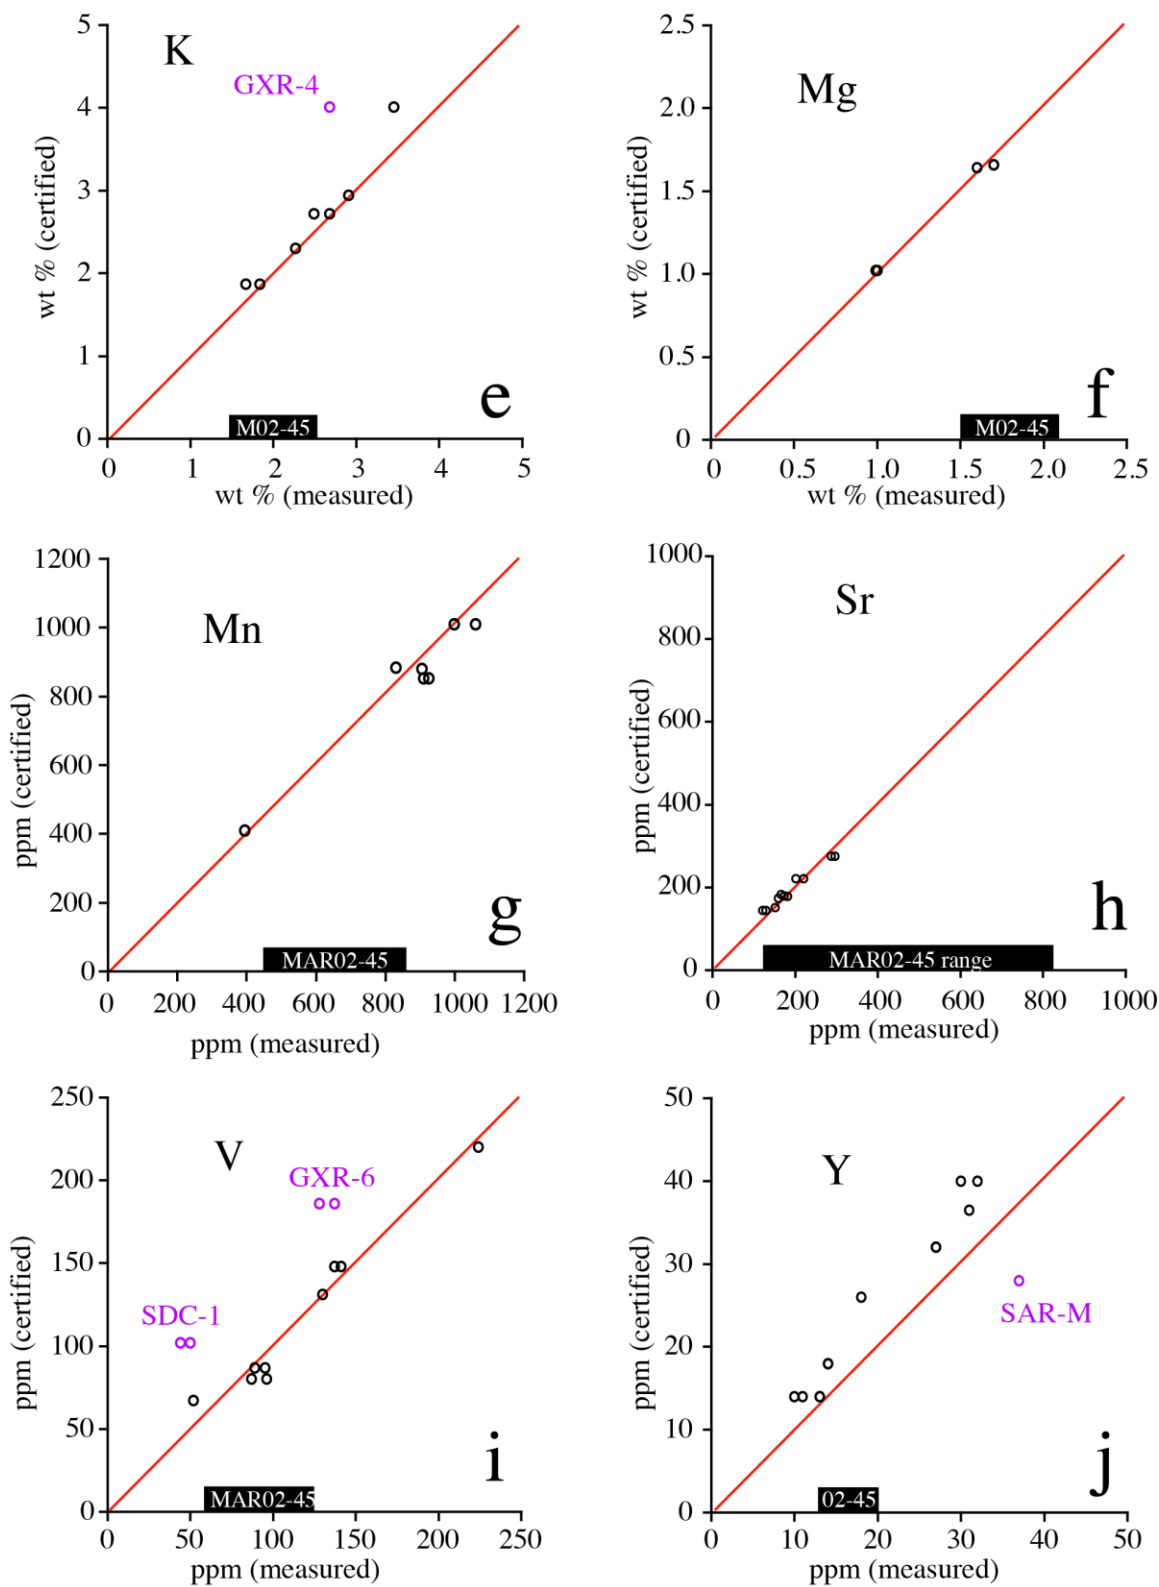 K
GXR-4
5
4
3
2
1
0
wt % (certified)
M02-45
e
0 1 2 3 4 5
wt % (measured)
Mg
2.5
2.0
1.5
1.0
0.5
0
wt % (certified)
M02-45
f
0 0.5 1.0 1.5 2.0 2.5
wt % (measured)
Mn
1200
1000
800
600
400
200
0
ppm (certified)
MAR02-45
g
0 200 400 600 800 1000 1200
ppm (measured)
Sr
1000
800
600
400
200
0
ppm (certified)
MAR02-45 range
h
0 200 400 600 800 1000
ppm (measured)
V
GXR-6
SDC-1
250
200
150
100
50
0
ppm (certified)
MAR02-45
i
0 50 100 150 200 250
ppm (measured)
Y
SAR-M
50
40
30
20
10
0
ppm (certified)
02-45
j
0 10 20 30 40 50
ppm (measured)